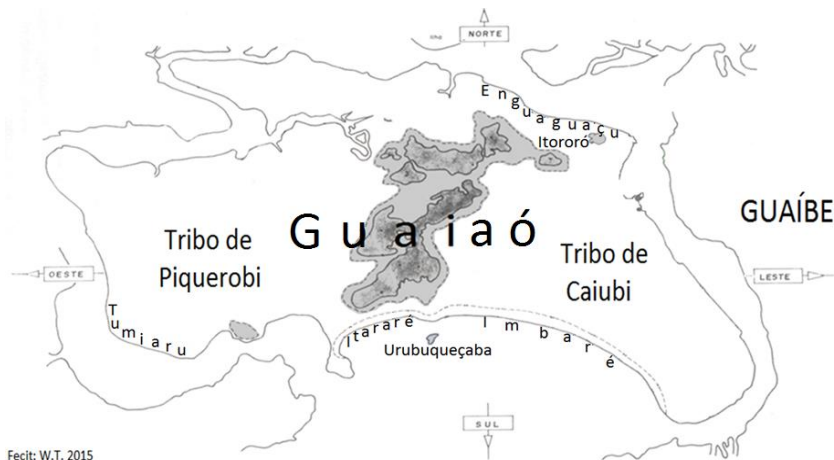 NORTE
Enguaguaçu
Itororó
GUAÍBE
Guaiaó
Tribo de
Piquerobi
Tribo de
Caiubi
OESTE
LESTE
Tumiaru
Itararé
Imbaré
Urubuqueçaba
SUL
Fecit: W.T. 2015